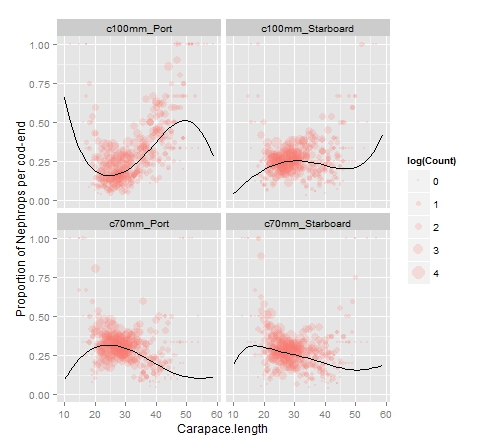 c100mm_Port
c100mm_Starboard
1.00
0.75
0.50
0.25
0.00
c70mm_Port
c70mm_Starboard
1.00
0.75
0.50
0.25
0.00
10 20 30 40 50 60 10 20 30 40 50 60
Carapace.length
Proportion of Nephrops per cod-end
log(Count)
0
1
2
3
4